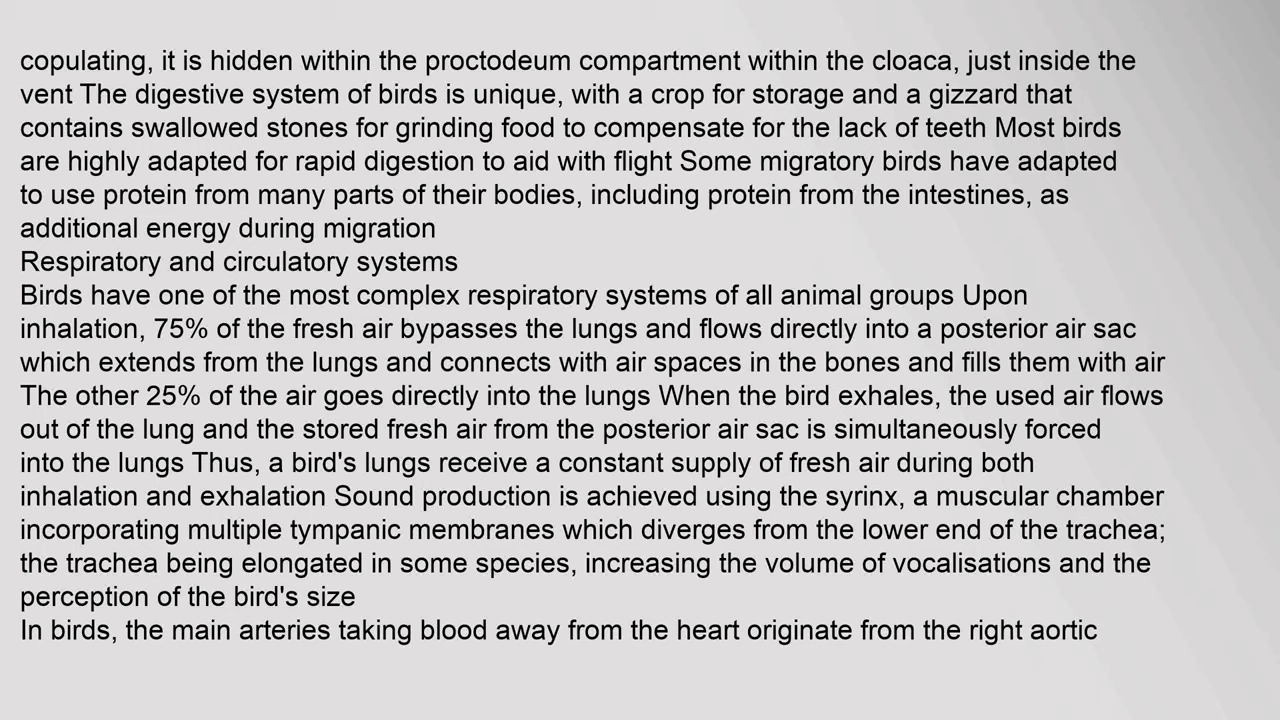 copulating, it is hidden within the proctodeum compartment within the cloaca, just inside the
vent The digestive system of birds is unique, with a crop for storage and a gizzard that
contains swallowed stones for grinding food to compensate for the lack of teeth Most birds
are highly adapted for rapid digestion to aid with flight Some migratory birds have adapted
to use protein from many parts of their bodies, including protein from the intestines, as
additional energy during migration
Respiratory and circulatory systems
Birds have one of the most complex respiratory systems of all animal groups Upon
inhalation, 75% of the fresh air bypasses the lungs and flows directly into a posterior air sac
which extends from the lungs and connects with air spaces in the bones and fills them with air
The other 25% of the air goes directly into the lungs When the bird exhales, the used air flows
out of the lung and the stored fresh air from the posterior air sac is simultaneously forced
into the lungs Thus, a bird's lungs receive a constant supply of fresh air during both
inhalation and exhalation Sound production is achieved using the syrinx, a muscular chamber
incorporating multiple tympanic membranes which diverges from the lower end of the trachea;
the trachea being elongated in some species, increasing the volume of vocalisations and the
perception of the bird's size
In birds, the main arteries taking blood away from the heart originate from the right aortic